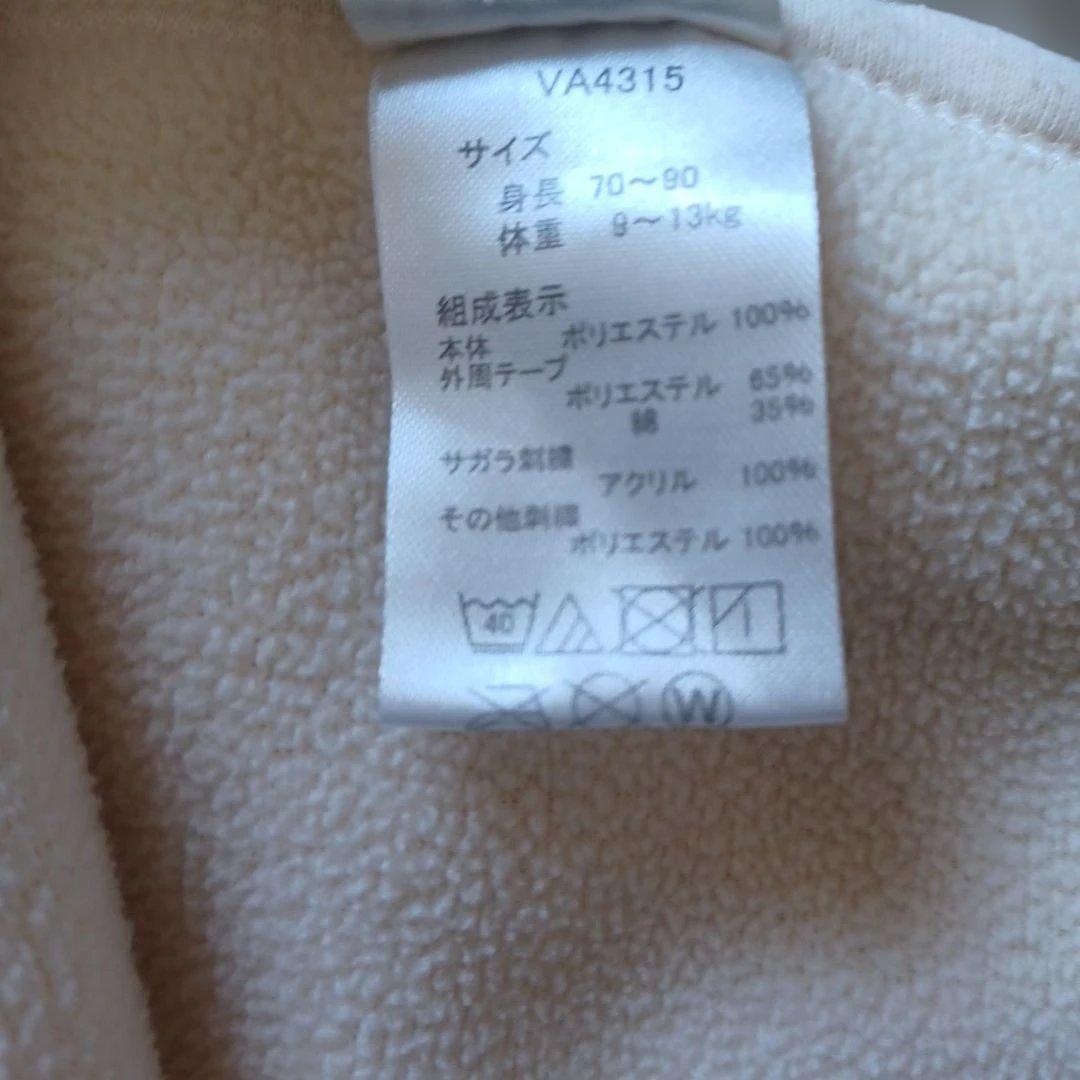 VA4315
サイズ
身長 70～90
体重 9～13kg
組成表示
本体 ポリエステル 100%
外周テープ
ポリエステル 65%
綿 35%
サガラ刺繍
アクリル 100%
その他刺繍
ポリエステル 100%
40
W